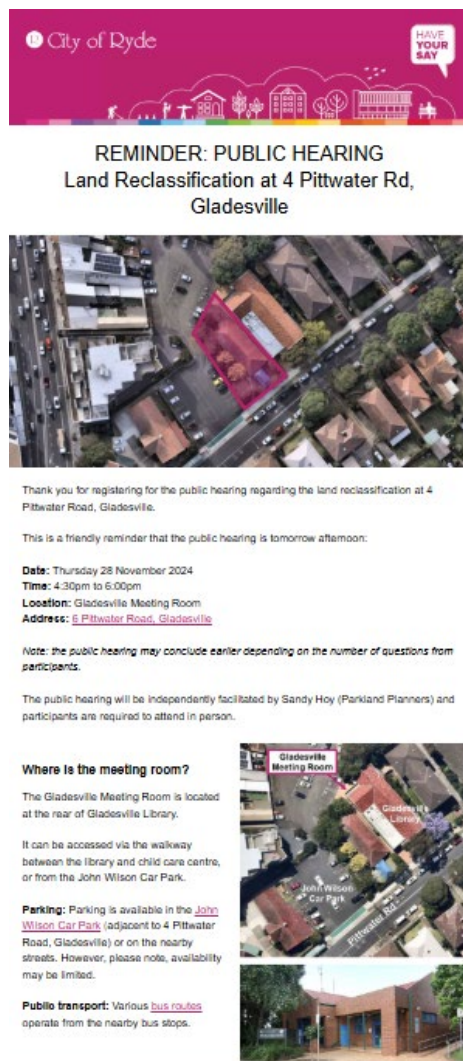 City of Ryde
HAVE
YOUR
SAY
REMINDER: PUBLIC HEARING
Land Reclassification at 4 Pittwater Rd,
Gladesville
Thank you for registering for the public hearing regarding the land reclassification at 4
Pittwater Road, Gladesville.
This is a friendly reminder that the public hearing is tomorrow afternoon:
Date: Thursday 28 November 2024
Time: 4:30pm to 6:00pm
Location: Gladesville Meeting Room
Address: 6 Pittwater Road, Gladesville
Note: the public hearing may conclude earlier depending on the number of questions from
participants.
The public hearing will be independently facilitated by Sandy Hoy (Parkland Planners) and
participants are required to attend in person.
Where is the meeting room?
The Gladesville Meeting Room is located
at the rear of Gladesville Library.
It can be accessed via the walkway
between the library and child care centre,
or from the John Wilson Car Park.
Parking: Parking is available in the John
Wilson Car Park (adjacent to 4 Pittwater
Road, Gladesville) or on the nearby
streets. However, please note, availability
may be limited.
Public transport: Various bus routes
operate from the nearby bus stops.
Gladesville
Meeting Room
Gladesville
Library
John Wilson
Car Park
Pittwater Rd